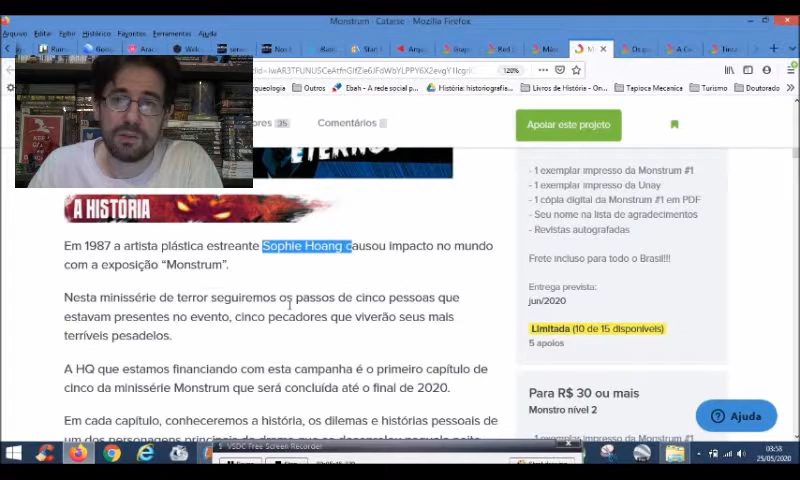 Monstrum - Catarse - Mozilla Firefox
Arquivo Editar Exibir Histórico Favoritos Ferramentas Ajuda
120%
Outros
Ebah - A rede social p...
História: historiografia...
Livros de História - On...
Tapioca Mecanica
Turismo
Doutorado
35
Comentários
Apoiar este projeto
ETERNOS
A HISTÓRIA
Em 1987 a artista plástica estreante Sophie Hoang causou impacto no mundo
com a exposição “Monstrum”.
Nesta minissérie de terror seguiremos os passos de cinco pessoas que
estavam presentes no evento, cinco pecadores que viverão seus mais
terríveis pesadelos.
A HQ que estamos financiando com esta campanha é o primeiro capítulo de
cinco da minissérie Monstrum que será concluída até o final de 2020.
Em cada capítulo, conheceremos a história, os dilemas e histórias pessoais de
- 1 exemplar impresso da Monstrum #1
- 1 exemplar impresso da Unay
- 1 cópia digital da Monstrum #1 em PDF
- Seu nome na lista de agradecimentos
- Revistas autografadas
Frete incluso para todo o Brasil!!!
Entrega prevista:
jun/2020
Limitada (10 de 15 disponíveis)
5 apoios
Para R$ 30 ou mais
Monstro nível 2
Ajuda
VSDC Free Screen Recorder
03:58
25/05/2020